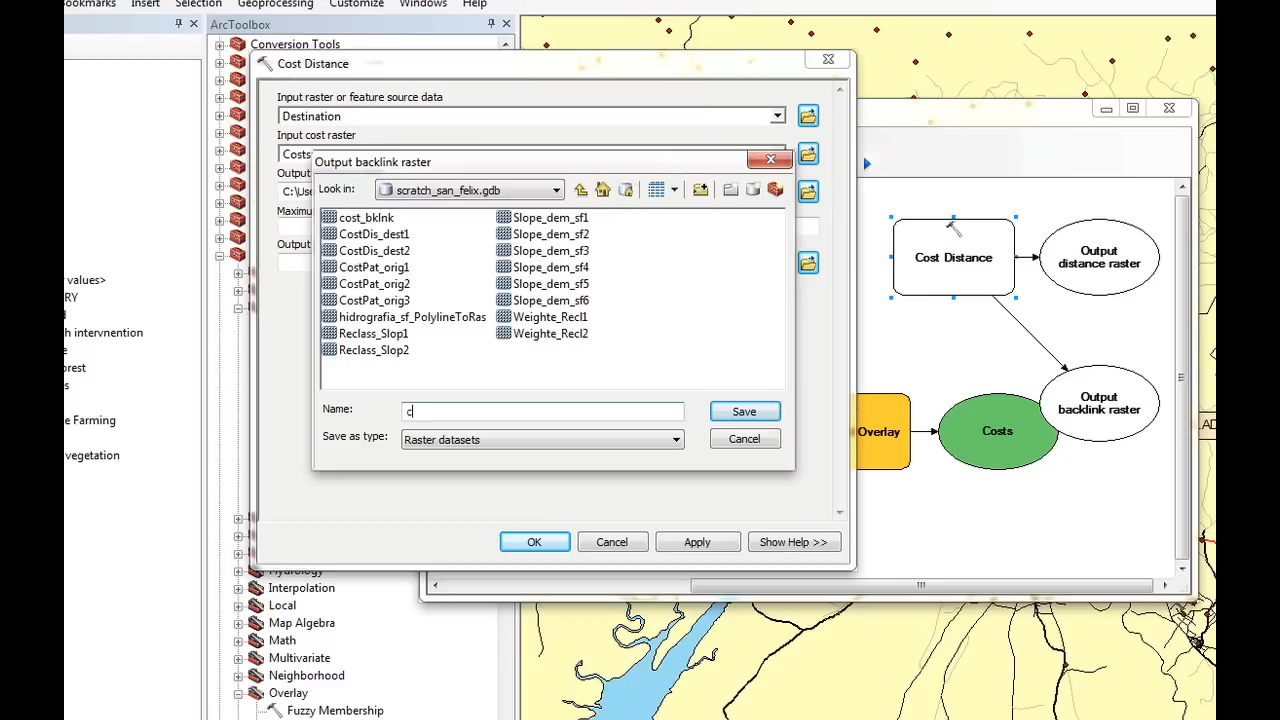 Bookmarks Insert Selection Geoprocessing Customize Windows Help
ArcToolbox
Conversion Tools
Cost Distance
Input raster or feature source data
Destination
Input cost raster
Costs
Output
C:\Use
Maximu
Output
Output backlink raster
Look in:
scratch_san_felix.gdb
cost_bklnk
CostDis_dest1
CostDis_dest2
CostPat_orig1
CostPat_orig2
CostPat_orig3
hidrografia_sf_PolylineToRas
Reclass_Slop1
Reclass_Slop2
Slope_dem_sf1
Slope_dem_sf2
Slope_dem_sf3
Slope_dem_sf4
Slope_dem_sf5
Slope_dem_sf6
Weighte_Recl1
Weighte_Recl2
Name:
c
Save
Save as type:
Raster datasets
Cancel
OK
Cancel
Apply
Show Help >>
y values>
RY
h intervnention
e
rest
s
e Farming
vegetation
Cost Distance
Output
distance raster
Output
backlink raster
Overlay
Costs
Hydrology
Interpolation
Local
Map Algebra
Math
Multivariate
Neighborhood
Overlay
Fuzzy Membership